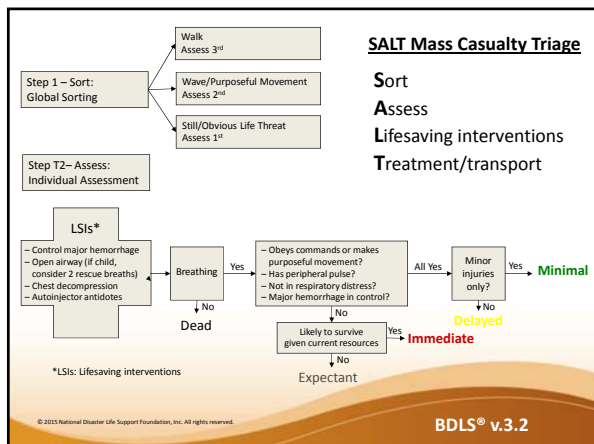 SALT Mass Casualty Triage
Sort
Assess
Lifesaving interventions
Treatment/transport
Step 1 – Sort:
Global Sorting
Walk
Assess 3rd
Wave/Purposeful Movement
Assess 2nd
Still/Obvious Life Threat
Assess 1st
Step T2– Assess:
Individual Assessment
LSIs*
– Control major hemorrhage
– Open airway (if child,
consider 2 rescue breaths)
– Chest decompression
– Autoinjector antidotes
Breathing
Yes
No
Dead
– Obeys commands or makes
purposeful movement?
– Has peripheral pulse?
– Not in respiratory distress?
– Major hemorrhage in control?
All Yes
Minor
injuries
only?
Yes
Minimal
No
Delayed
No
Likely to survive
given current resources
Yes
Immediate
No
Expectant
*LSIs: Lifesaving interventions
© 2015 National Disaster Life Support Foundation, Inc. All rights reserved.
BDLS® v.3.2